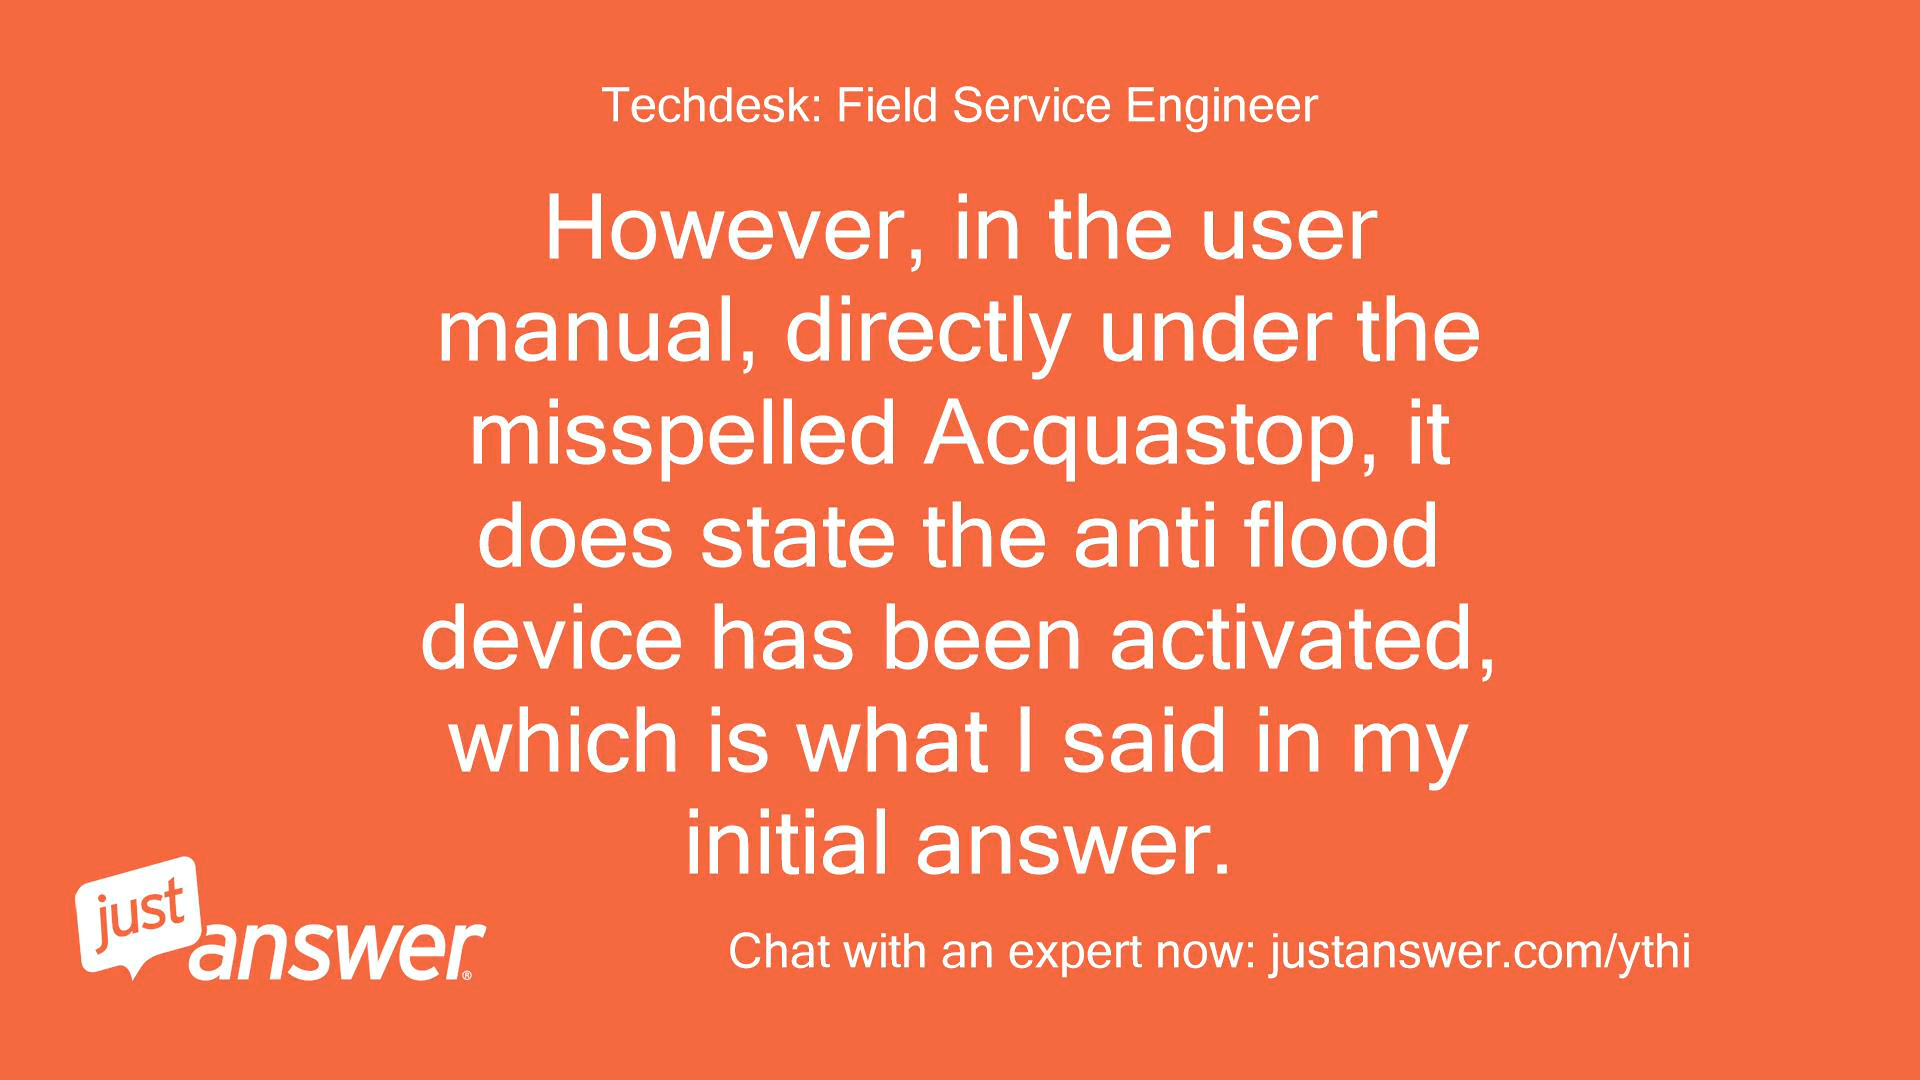 Techdesk: Field Service Engineer
However, in the user
manual, directly under the
misspelled Acquastop, it
does state the anti flood
device has been activated,
which is what I said in my
initial answer.
just
answer®
Chat with an expert now: justanswer.com/ythi